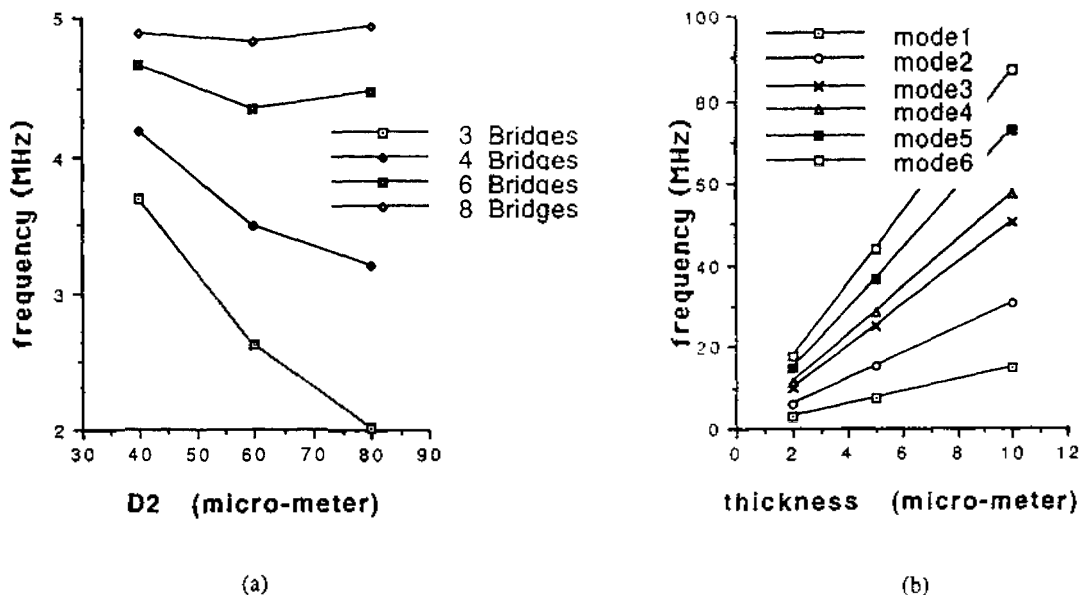 5
4
3
2
frequency (MHz)
30 40 50 60 70 80 90
D2 (micro-meter)
3 Bridges
4 Bridges
6 Bridges
8 Bridges
(a)
100
80
60
40
20
0
frequency (MHz)
0 2 4 6 8 10 12
thickness (micro-meter)
mode1
mode2
mode3
mode4
mode5
mode6
(b)